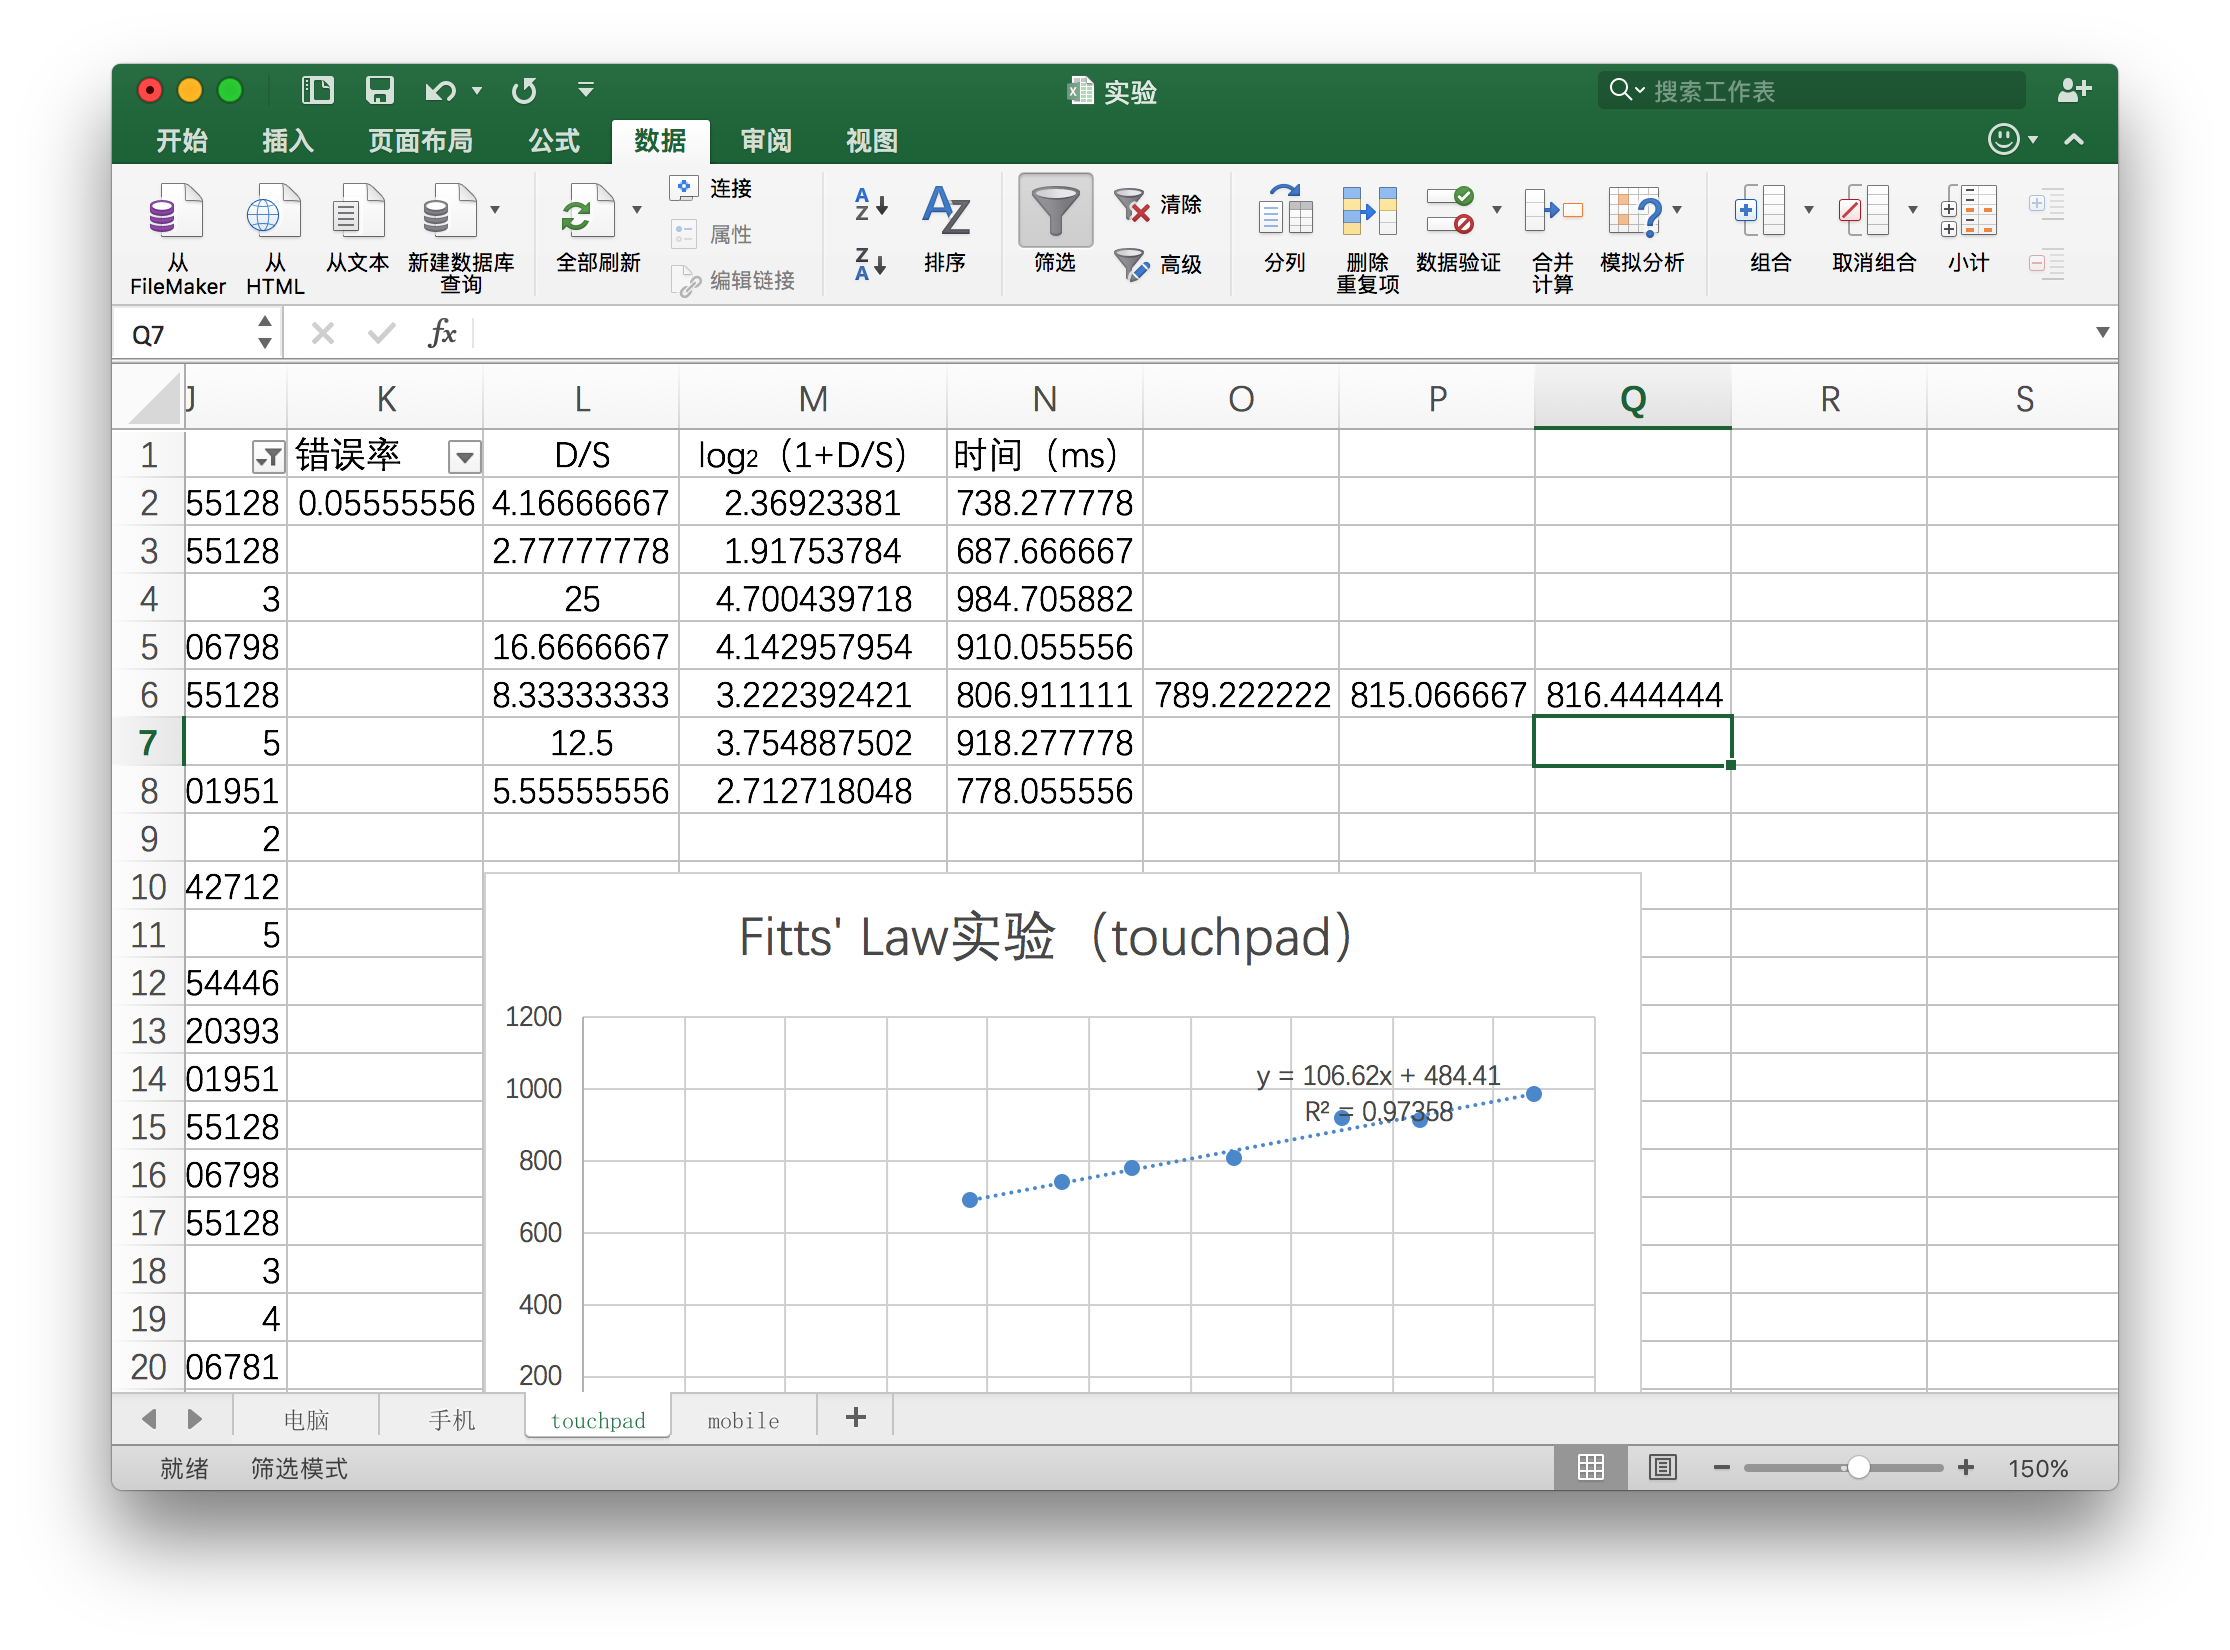 实验
搜索工作表
开始 插入 页面布局 公式 数据 审阅 视图
从 FileMaker
从 HTML
从文本
新建数据库 查询
全部刷新
连接
属性
编辑链接
A Z
Z A
排序
筛选
清除
高级
分列
删除 重复项
数据验证
合并 计算
模拟分析
组合
取消组合
小计
Q7 fx
J K L M N O P Q R S
1 错误率 D/S log2（1+D/S） 时间（ms）
2 55128 0.05555556 4.16666667 2.36923381 738.277778
3 55128 2.77777778 1.91753784 687.666667
4 3 25 4.700439718 984.705882
5 06798 16.6666667 4.142957954 910.055556
6 55128 8.33333333 3.222392421 806.911111 789.222222 815.066667 816.444444
7 5 12.5 3.754887502 918.277778
8 01951 5.55555556 2.712718048 778.055556
9 2
10 42712
11 5
12 54446
13 20393
14 01951
15 55128
16 06798
17 55128
18 3
19 4
20 06781
Fitts' Law实验（touchpad）
1200
1000
800
600
400
200
y = 106.62x + 484.41
R² = 0.97358
电脑 手机 touchpad mobile +
就绪 筛选模式 150%